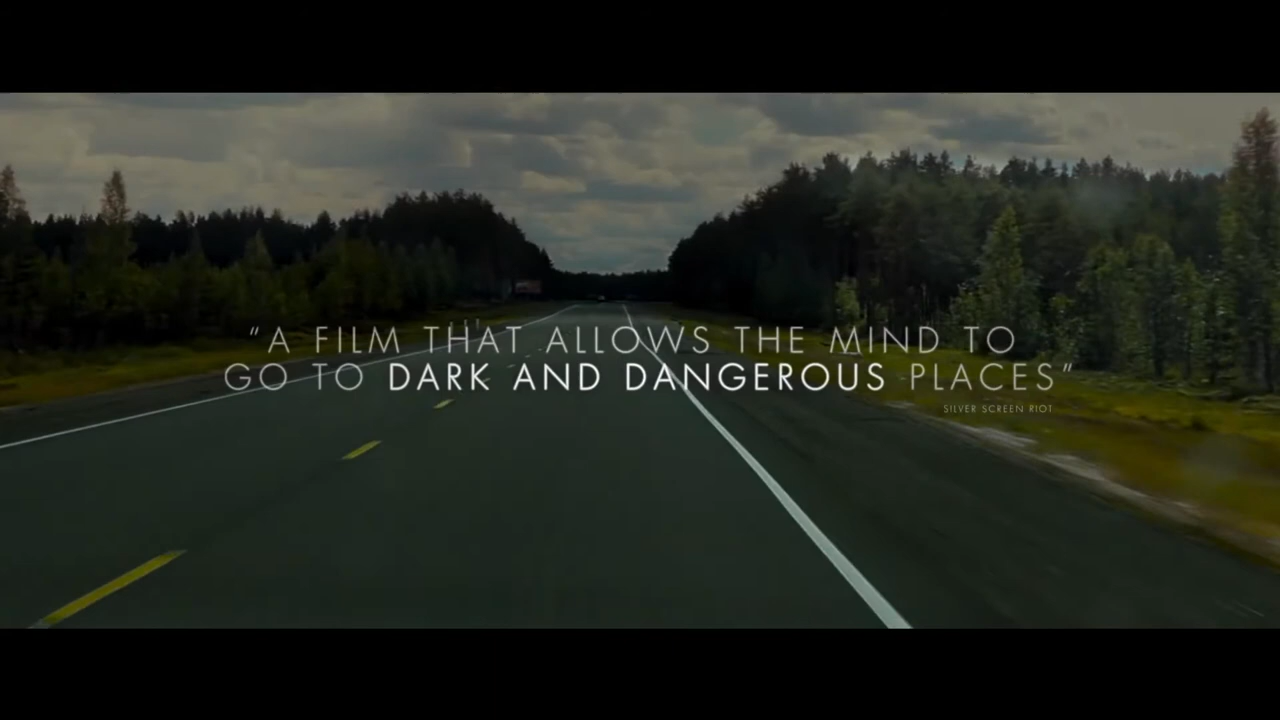 “A FILM THAT ALLOWS THE MIND TO
GO TO DARK AND DANGEROUS PLACES”
SILVER SCREEN RIOT